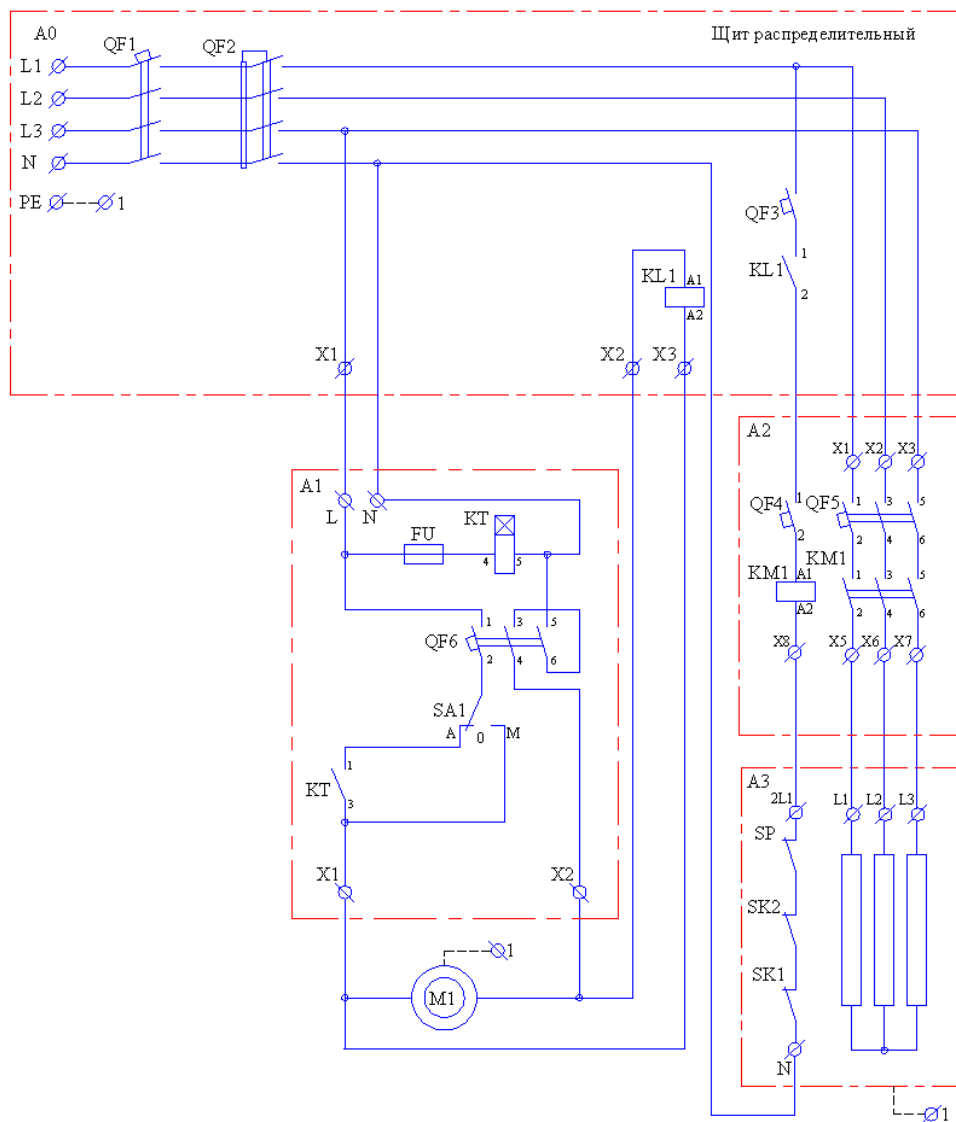 A0 QF1 QF2 Щит распределительный
L1
L2
L3
N
PE 1
QF3
KL1 A1 KL1 1
A2 2
X1 X2 X3
A2
X1 X2 X3
A1
L N KT QF4 1 QF5 1 3 5
FU 2 2 4 6
4 5 KM1 A1 KM1 1 3 5
A2 2 4 6
1 3 5
QF6 2 4 6 X8 X5 X6 X7
SA1
A 0 M
KT 1 A3
3 2L1 L1 L2 L3
SP
X1 X2
SK2
1
SK1
M1
N
1